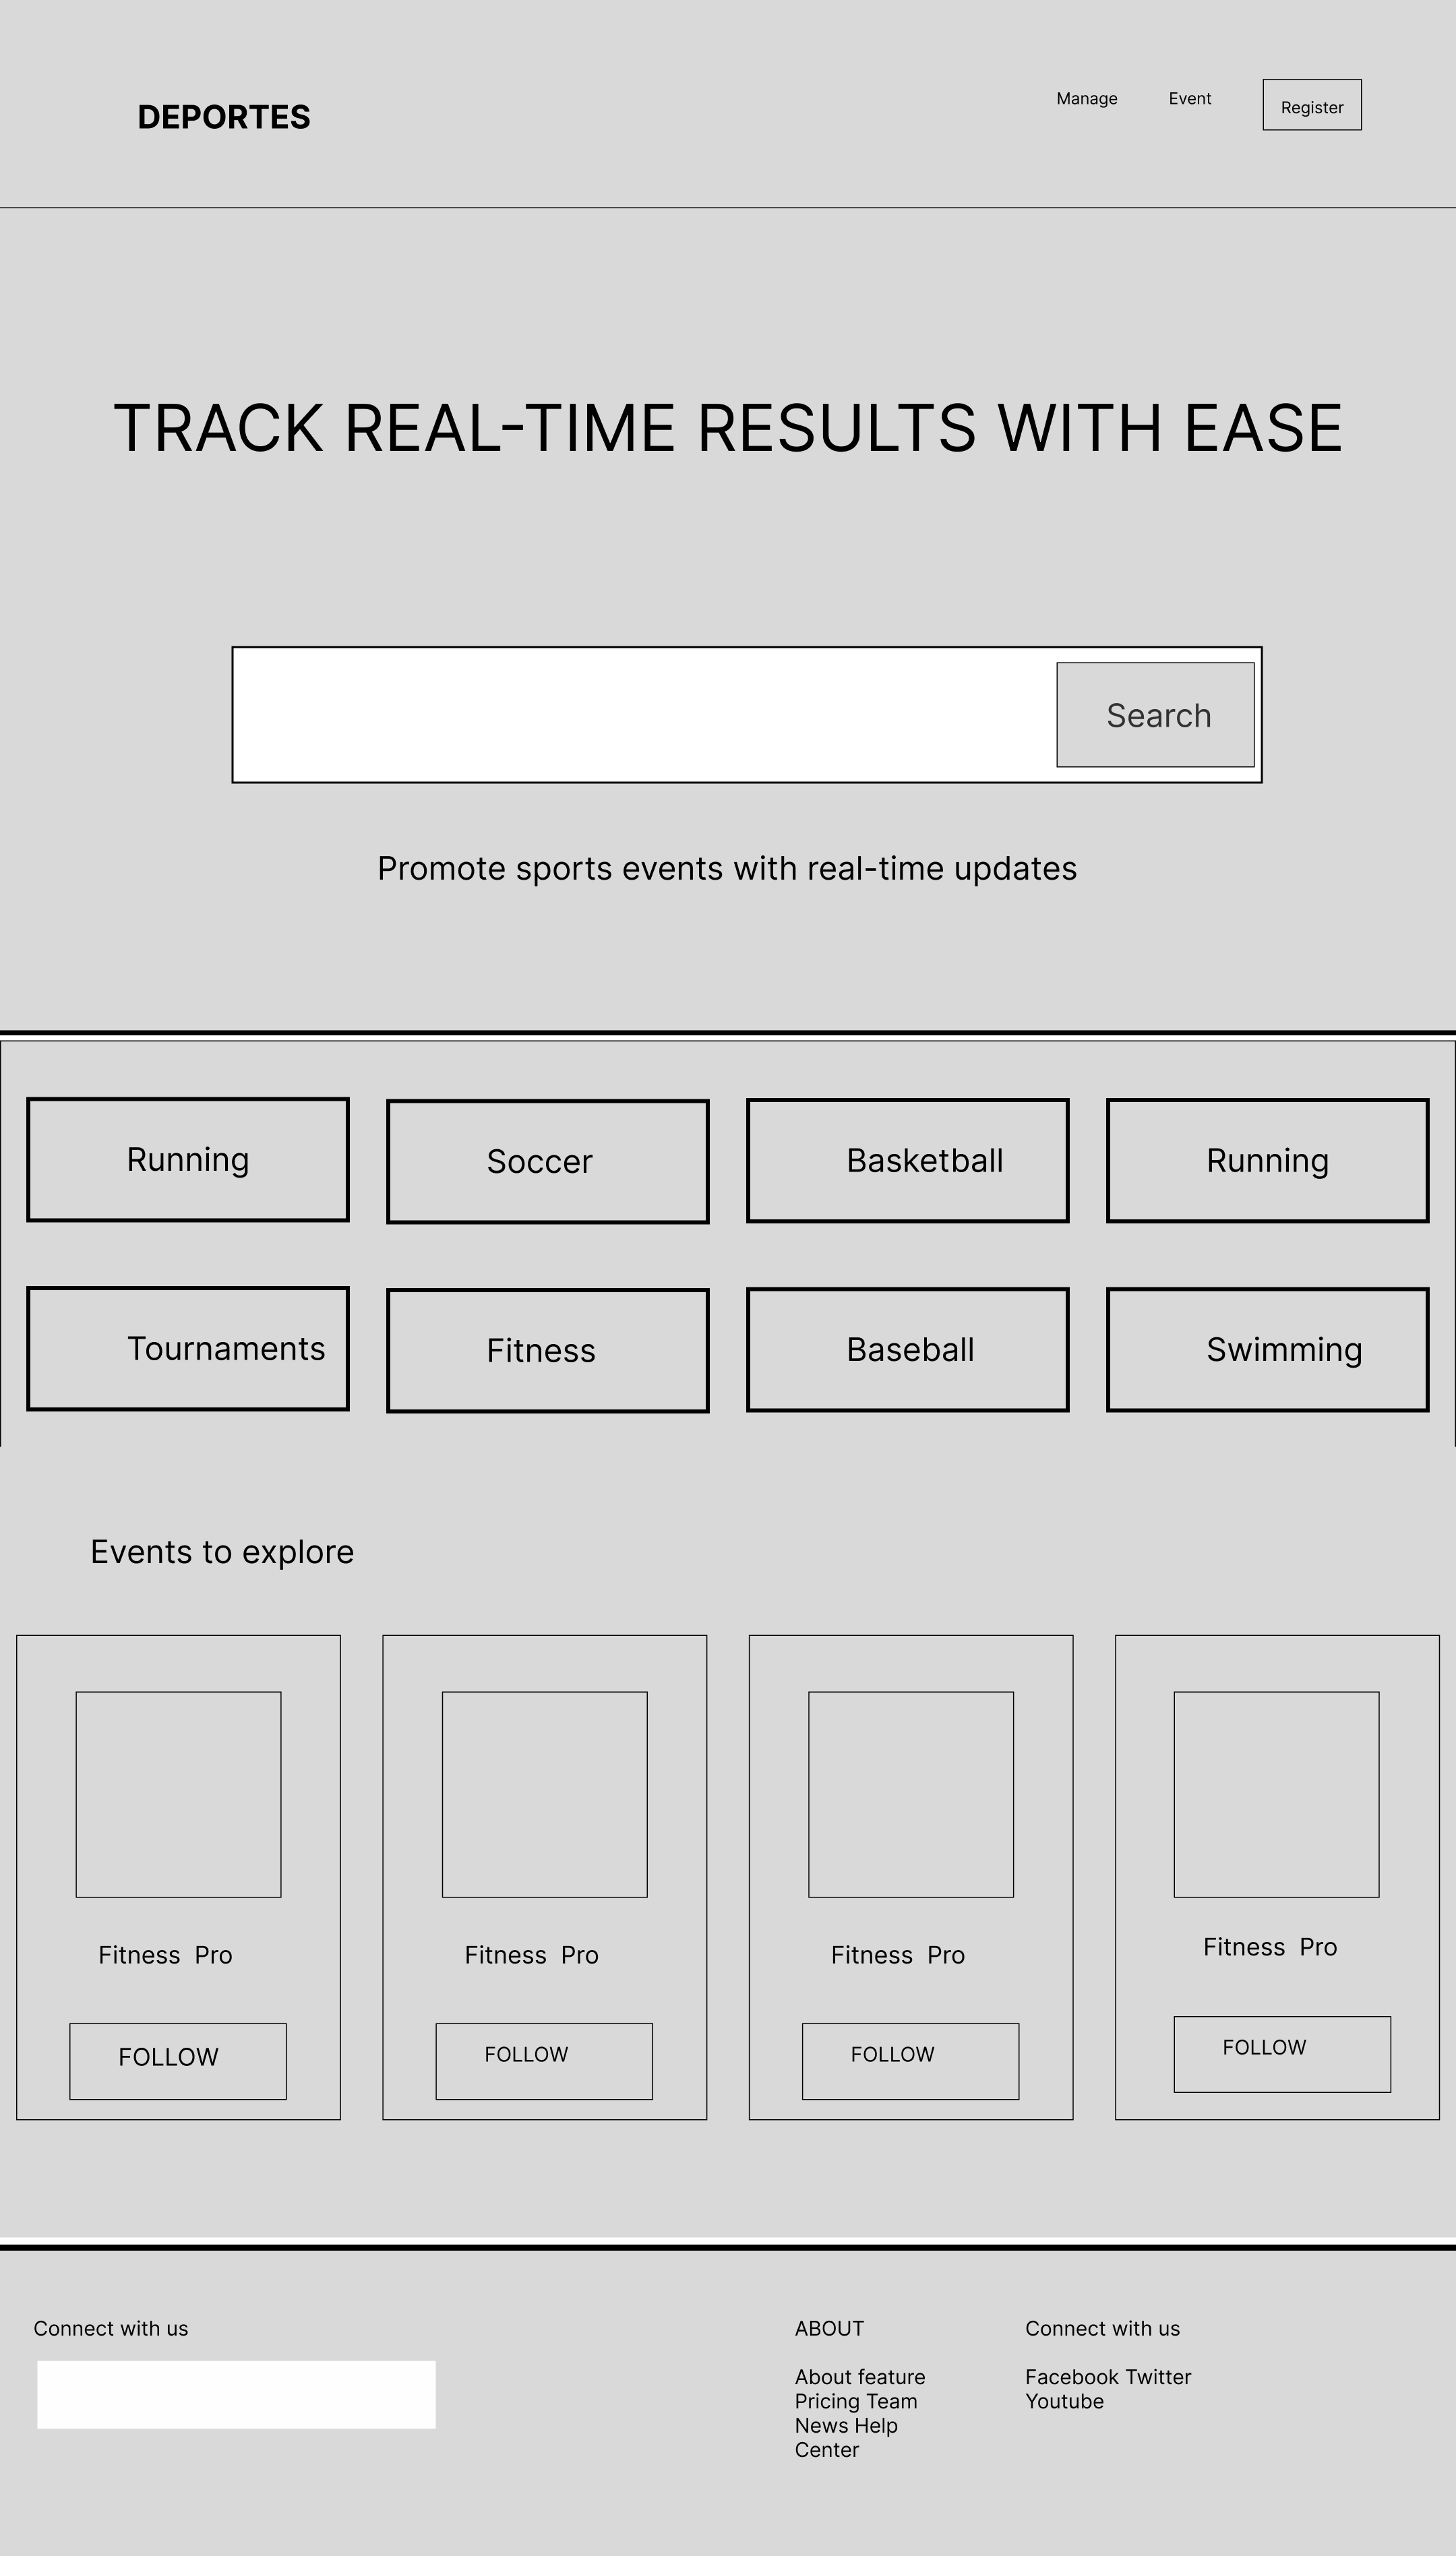 DEPORTES
Manage
Event
Register
TRACK REAL-TIME RESULTS WITH EASE
Search
Promote sports events with real-time updates
Running
Soccer
Basketball
Running
Tournaments
Fitness
Baseball
Swimming
Events to explore
Fitness  Pro
Fitness  Pro
Fitness  Pro
Fitness  Pro
FOLLOW
FOLLOW
FOLLOW
FOLLOW
Connect with us
ABOUT
About feature
Pricing Team
News Help
Center
Connect with us
Facebook Twitter
Youtube